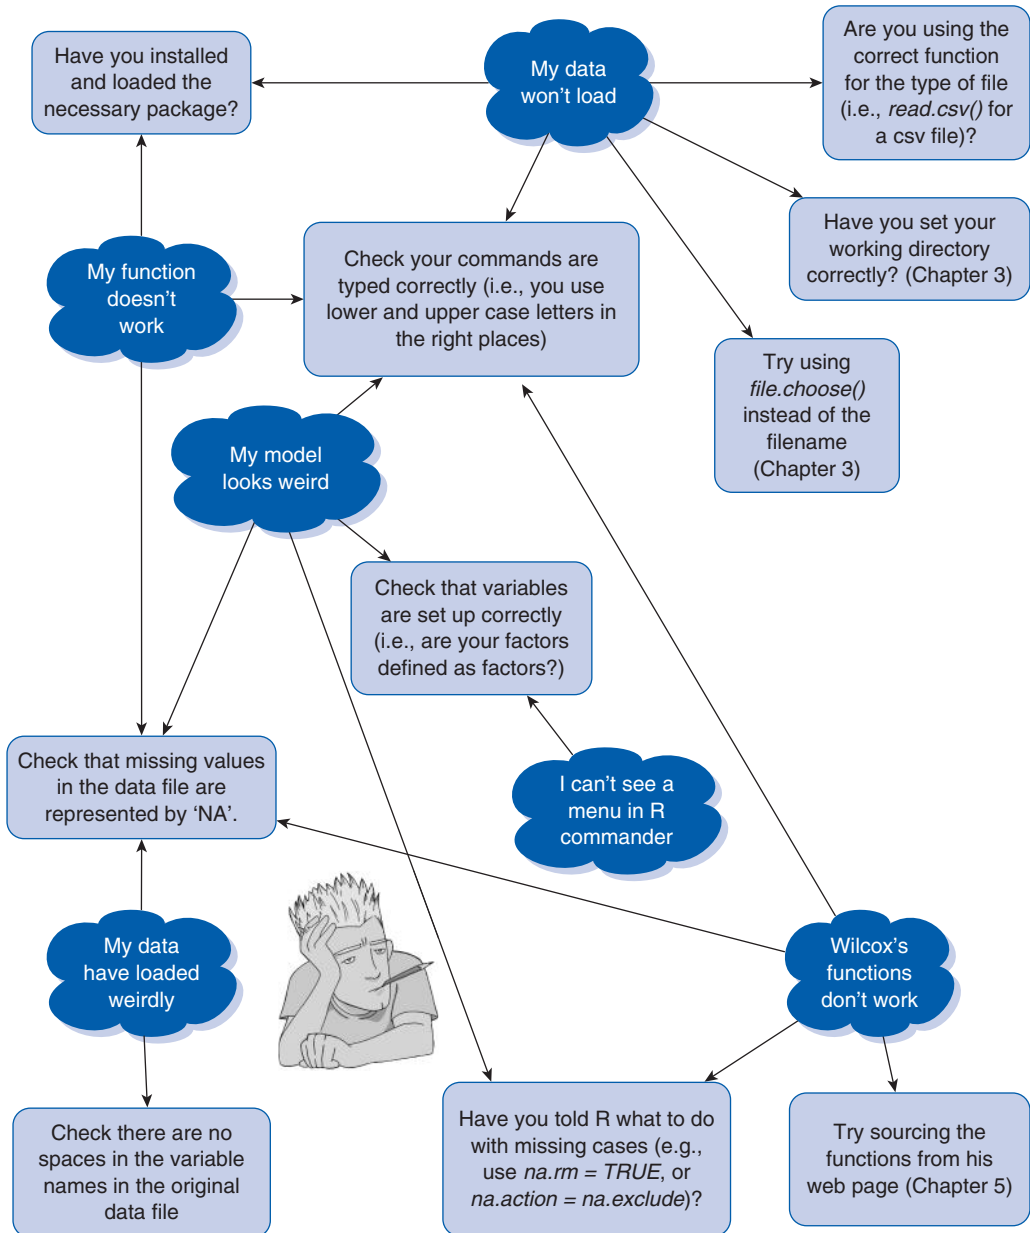 Have you installed
and loaded the
necessary package?
My data
won't load
Are you using the
correct function
for the type of file
(i.e., read.csv() for
a csv file)?
Have you set your
working directory
correctly? (Chapter 3)
My function
doesn't
work
Check your commands are
typed correctly (i.e., you use
lower and upper case letters in
the right places)
Try using
file.choose()
instead of the
filename
(Chapter 3)
My model
looks weird
Check that variables
are set up correctly
(i.e., are your factors
defined as factors?)
Check that missing values
in the data file are
represented by ‘NA’.
I can't see a
menu in R
commander
My data
have loaded
weirdly
Wilcox's
functions
don't work
Check there are no
spaces in the variable
names in the original
data file
Have you told R what to do
with missing cases (e.g.,
use na.rm = TRUE, or
na.action = na.exclude)?
Try sourcing the
functions from his
web page (Chapter 5)